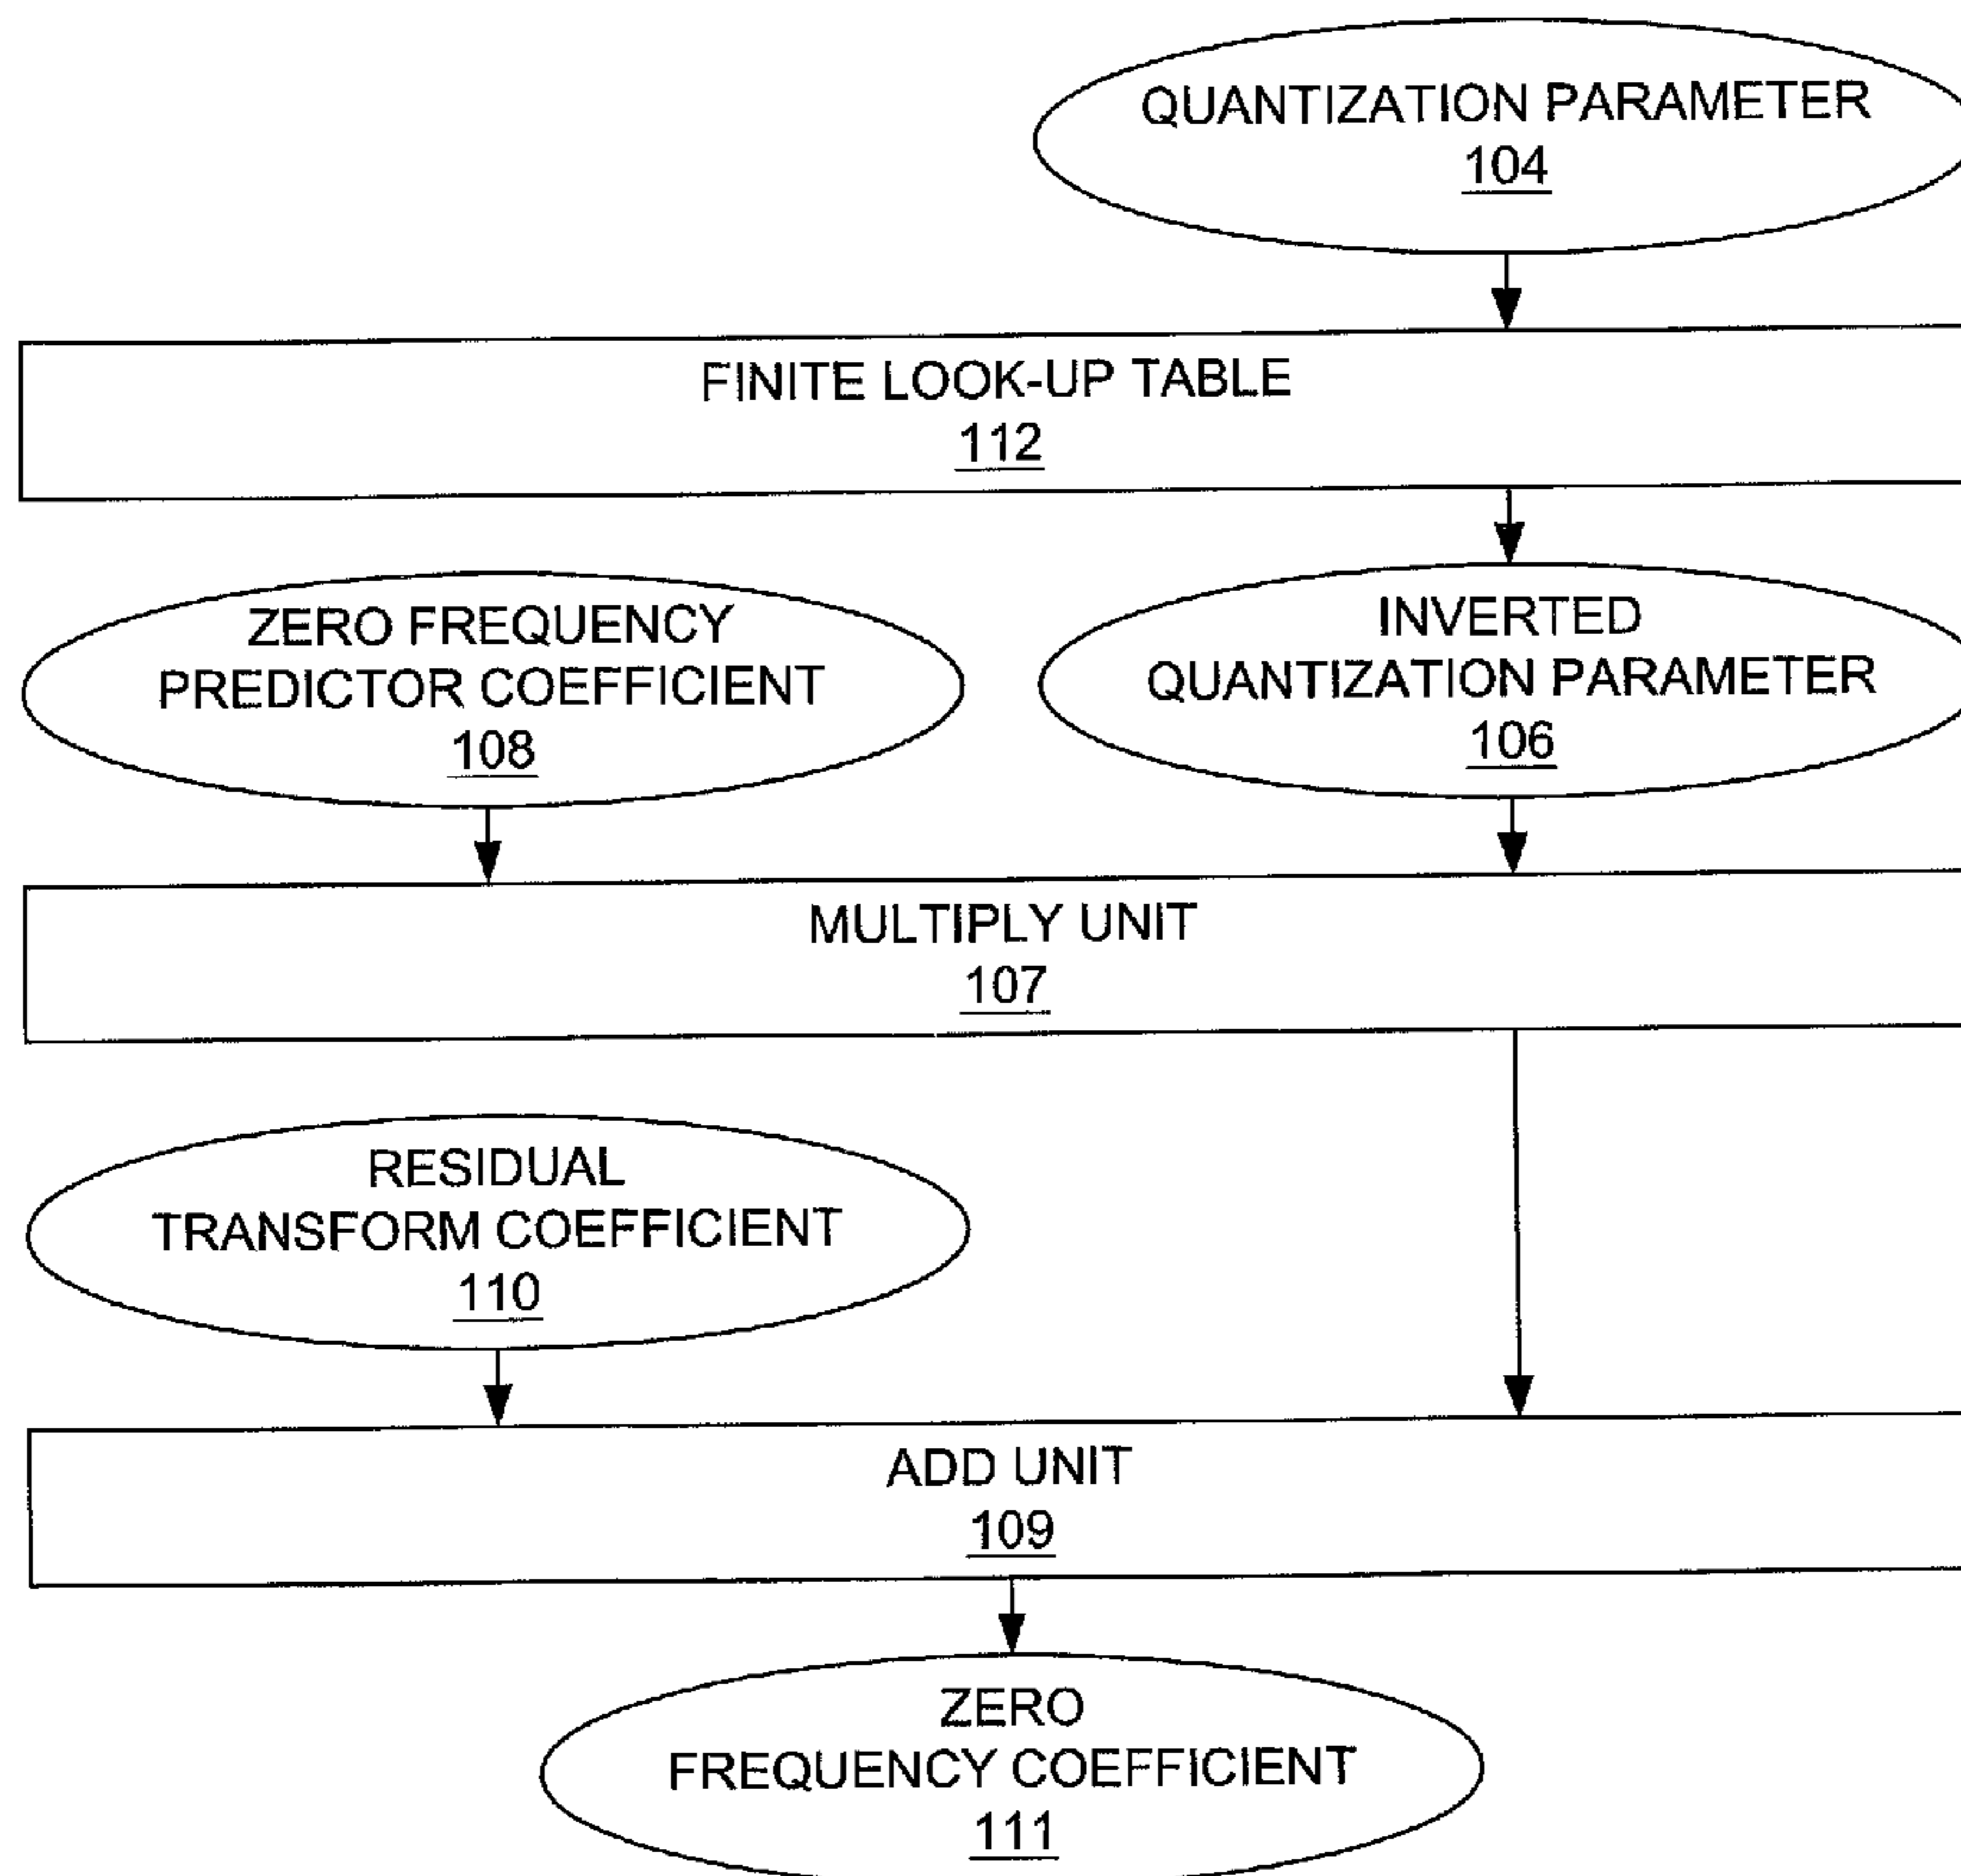 QUANTIZATION PARAMETER
104
FINITE LOOK-UP TABLE
112
ZERO FREQUENCY
PREDICTOR COEFFICIENT
108
INVERTED
QUANTIZATION PARAMETER
106
MULTIPLY UNIT
107
RESIDUAL
TRANSFORM COEFFICIENT
110
ADD UNIT
109
ZERO
FREQUENCY COEFFICIENT
111